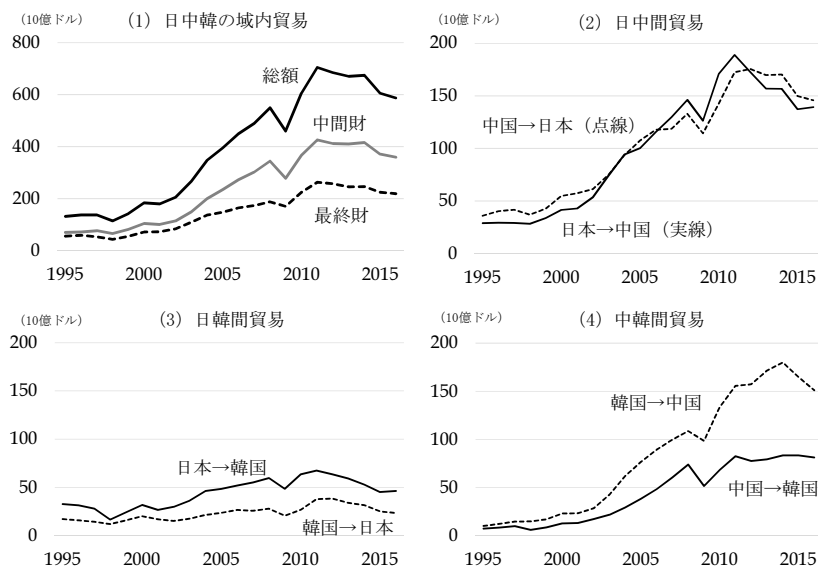 （10億ドル）
（1）日中韓の域内貿易
800
600
400
200
0
総額
中間財
最終財
1995 2000 2005 2010 2015
（10億ドル）
（2）日中間貿易
200
150
100
50
0
中国→日本（点線）
日本→中国（実線）
1995 2000 2005 2010 2015
（10億ドル）
（3）日韓間貿易
200
150
100
50
0
日本→韓国
韓国→日本
1995 2000 2005 2010 2015
（10億ドル）
（4）中韓間貿易
200
150
100
50
0
韓国→中国
中国→韓国
1995 2000 2005 2010 2015